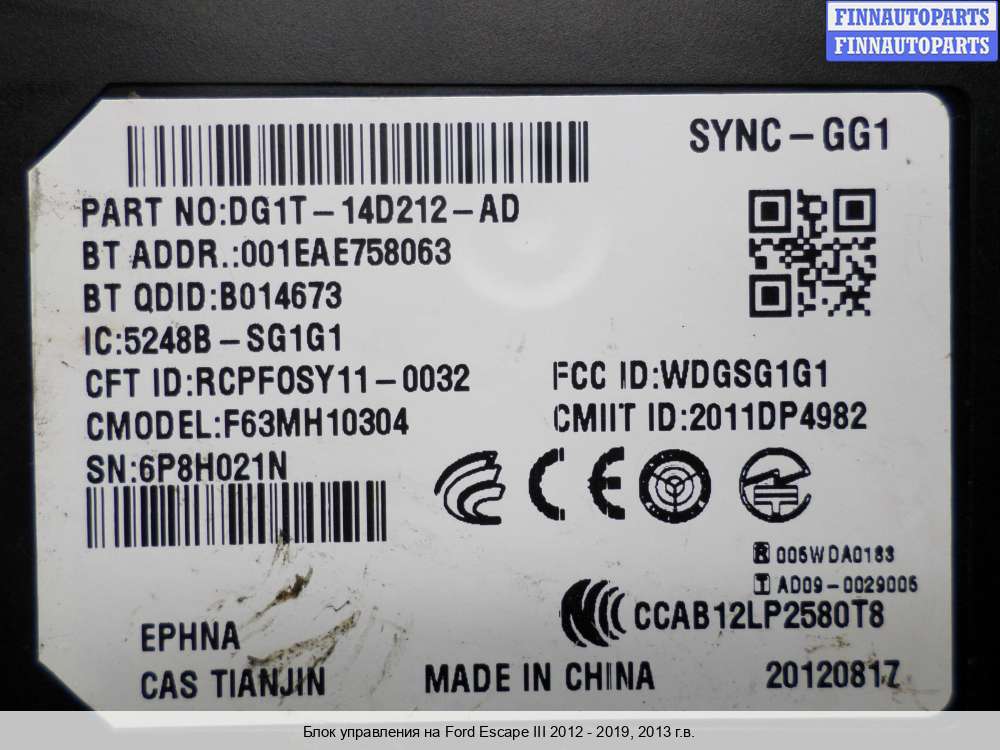 FINNAUTOPARTS
FINNAUTOPARTS
SYNC-GG1
PART NO:DG1T-14D212-AD
BT ADDR.:001EAE758063
BT QDID:B014673
IC:5248B-SG1G1
CFT ID:RCPFOSY11-0032
FCC ID:WDGSG1G1
CMODEL:F63MH10304
CMIIT ID:2011DP4982
SN:6P8H021N
CE
R 005WDA0183
T AD09-0029005
CCAB12LP2580T8
EPHNA
CAS TIANJIN
MADE IN CHINA
20120817
Блок управления на Ford Escape III 2012 - 2019, 2013 г.в.